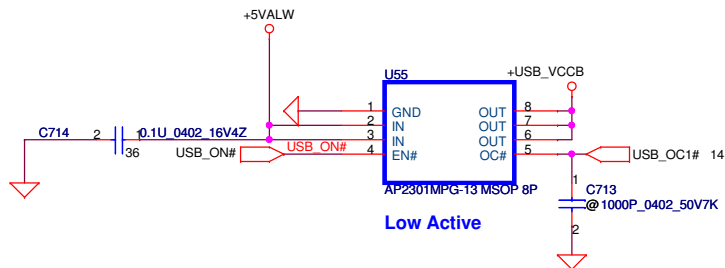 +5VALW
U55
+USB_VCCB
1 GND OUT 8
2 IN OUT 7
3 IN OUT 6
4 EN# OC# 5
C714 2 1 0.1U_0402_16V4Z
36
USB_ON# USB_ON#
USB_OC1# 14
AP2301MPG-13 MSOP 8P
Low Active
1
C713
@ 1000P_0402_50V7K
2